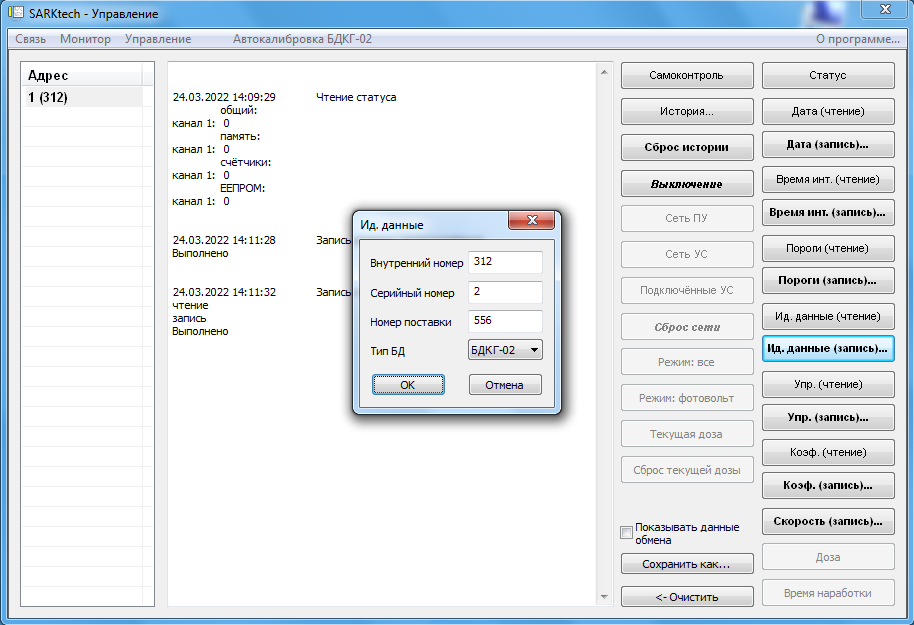 SARKtech - Управление
Связь Монитор Управление Автокалибровка БДКГ-02 О программе...
Адрес
1 (312)
24.03.2022 14:09:29 Чтение статуса
общий:
канал 1: 0
память:
канал 1: 0
счётчики:
канал 1: 0
ЕЕПРОМ:
канал 1: 0
24.03.2022 14:11:28 Запись
Выполнено
24.03.2022 14:11:32 Запись
чтение
запись
Выполнено
Ид. данные
Внутренний номер 312
Серийный номер 2
Номер поставки 556
Тип БД БДКГ-02
OK Отмена
Самоконтроль
История...
Сброс истории
Выключение
Сеть ПУ
Сеть УС
Подключённые УС
Сброс сети
Режим: все
Режим: фотовольт
Текущая доза
Сброс текущей дозы
Показывать данные
обмена
Сохранить как...
<- Очистить
Статус
Дата (чтение)
Дата (запись)...
Время инт. (чтение)
Время инт. (запись)...
Пороги (чтение)
Пороги (запись)...
Ид. данные (чтение)
Ид. данные (запись)...
Упр. (чтение)
Упр. (запись)...
Коэф. (чтение)
Коэф. (запись)...
Скорость (запись)...
Доза
Время наработки